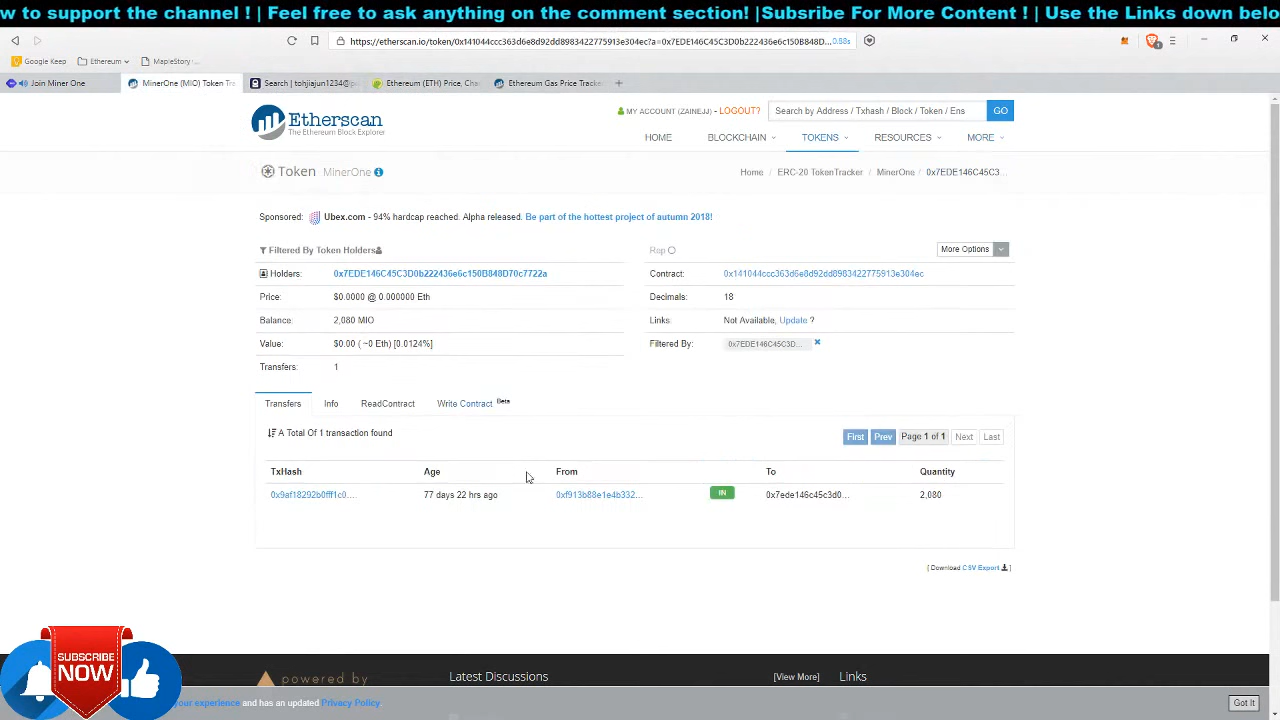 w to support the channel ! | Feel free to ask anything on the comment section! |Subsribe For More Content ! | Use the Links down belo
https://etherscan.io/token/0x141044ccc363d6e8d92dd8983422775913e304ec?a=0x7EDE146C45C3D0b222436e6c150B848D... 0.88s
Google Keep Ethereum MapleStory...
Join Miner One MinerOne (MIO) Token Tr Search | tohjiajun1234@ Ethereum (ETH) Price, Cha Ethereum Gas Price Tracke
Etherscan
The Ethereum Block Explorer
MY ACCOUNT (ZAINEJJ) - LOGOUT? Search by Address / Txhash / Block / Token / Ens GO
HOME BLOCKCHAIN TOKENS RESOURCES MORE
Token MinerOne Home / ERC-20 TokenTracker / MinerOne / 0x7EDE146C45C3...
Sponsored: Ubex.com - 94% hardcap reached. Alpha released. Be part of the hottest project of autumn 2018!
Filtered By Token Holders Rep More Options
Holders: 0x7EDE146C45C3D0b222436e6c150B848D70c7722a Contract: 0x141044ccc363d6e8d92dd8983422775913e304ec
Price: $0.0000 @ 0.000000 Eth Decimals: 18
Balance: 2,080 MIO Links: Not Available, Update ?
Value: $0.00 ( ~0 Eth) [0.0124%] Filtered By: 0x7EDE146C45C3D...
Transfers: 1
Transfers Info ReadContract Write Contract Beta
A Total Of 1 transaction found First Prev Page 1 of 1 Next Last
TxHash Age From To Quantity
0x9af18292b0fff1c0... 77 days 22 hrs ago 0xf913b88e1e4b332... IN 0x7ede146c45c3d0... 2,080
[ Download CSV Export ]
SUBSCRIBE
NOW
powered by Latest Discussions [View More] Links
your experience and has an updated Privacy Policy. Got It